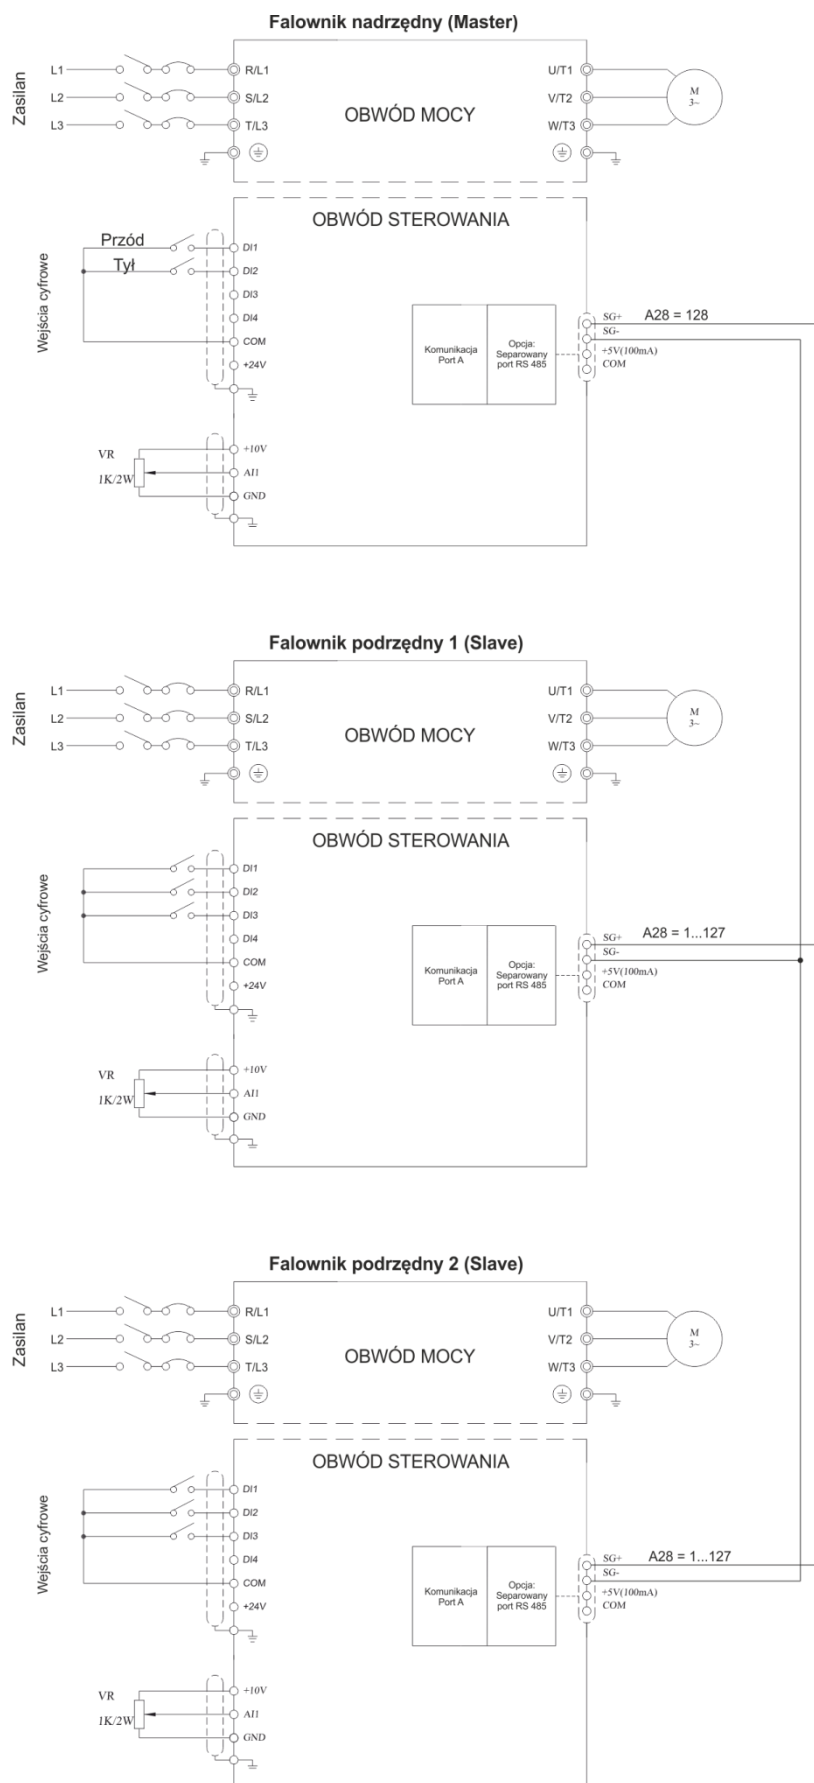 Falownik nadrzędny (Master)
Zasilan
L1
R/L1
U/T1
M
3~
L2
S/L2
OBWÓD MOCY
V/T2
L3
T/L3
W/T3
OBWÓD STEROWANIA
Wejścia cyfrowe
Przód
DI1
Tył
DI2
DI3
DI4
COM
+24V
Komunikacja
Port A
Opcja:
Separowany
port RS 485
SG+
A28 = 128
SG-
+5V(100mA)
COM
VR
1K/2W
+10V
AI1
GND
Falownik podrzędny 1 (Slave)
Zasilan
L1
R/L1
U/T1
M
3~
L2
S/L2
OBWÓD MOCY
V/T2
L3
T/L3
W/T3
OBWÓD STEROWANIA
Wejścia cyfrowe
DI1
DI2
DI3
DI4
COM
+24V
Komunikacja
Port A
Opcja:
Separowany
port RS 485
SG+
A28 = 1...127
SG-
+5V(100mA)
COM
VR
1K/2W
+10V
AI1
GND
Falownik podrzędny 2 (Slave)
Zasilan
L1
R/L1
U/T1
M
3~
L2
S/L2
OBWÓD MOCY
V/T2
L3
T/L3
W/T3
OBWÓD STEROWANIA
Wejścia cyfrowe
DI1
DI2
DI3
DI4
COM
+24V
Komunikacja
Port A
Opcja:
Separowany
port RS 485
SG+
A28 = 1...127
SG-
+5V(100mA)
COM
VR
1K/2W
+10V
AI1
GND